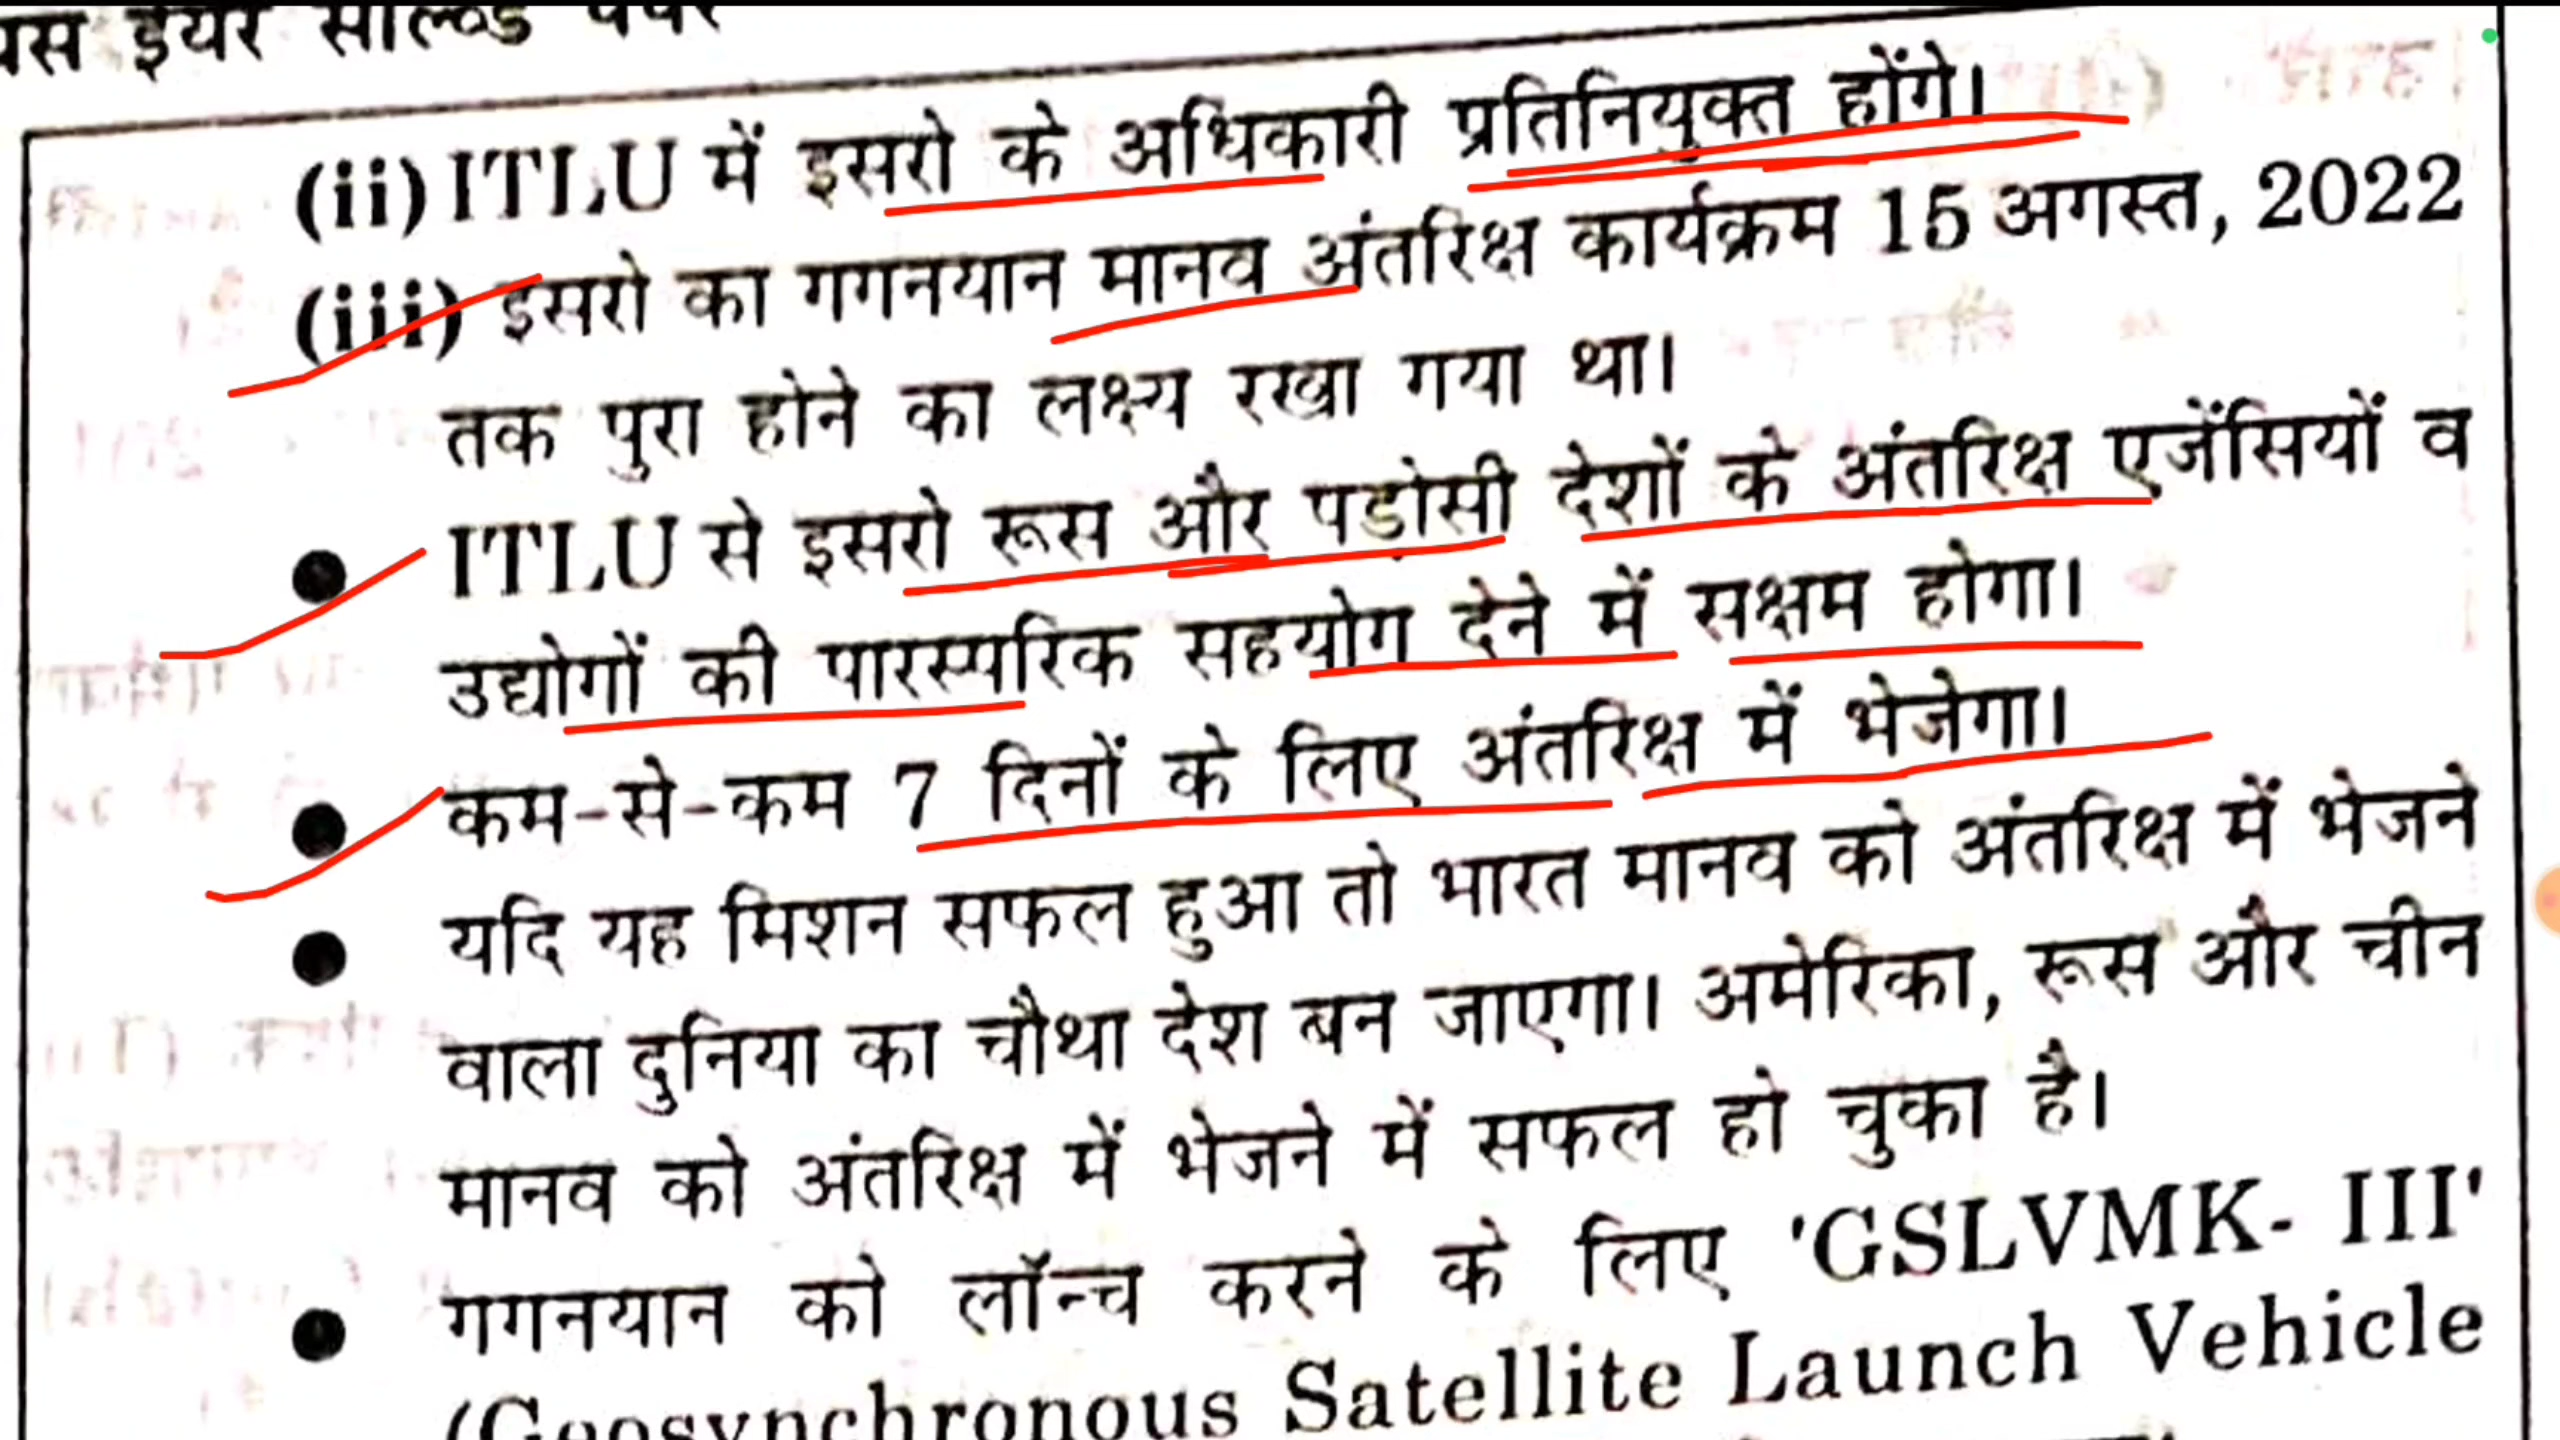 ईयर साल्व्ड पेपर
(ii) ITLU में इसरो के अधिकारी प्रतिनियुक्त होंगे।
(iii) इसरो का गगनयान मानव अंतरिक्ष कार्यक्रम 15 अगस्त, 2022
तक पुरा होने का लक्ष्य रखा गया था।
● ITLU से इसरो रूस और पड़ोसी देशों के अंतरिक्ष एजेंसियों व
उद्योगों की पारस्परिक सहयोग देने में सक्षम होगा।
● कम-से-कम 7 दिनों के लिए अंतरिक्ष में भेजेगा।
● यदि यह मिशन सफल हुआ तो भारत मानव को अंतरिक्ष में भेजने
वाला दुनिया का चौथा देश बन जाएगा। अमेरिका, रूस और चीन
मानव को अंतरिक्ष में भेजने में सफल हो चुका है।
● गगनयान को लॉन्च करने के लिए 'GSLVMK- III'
(Geosynchronous Satellite Launch Vehicle